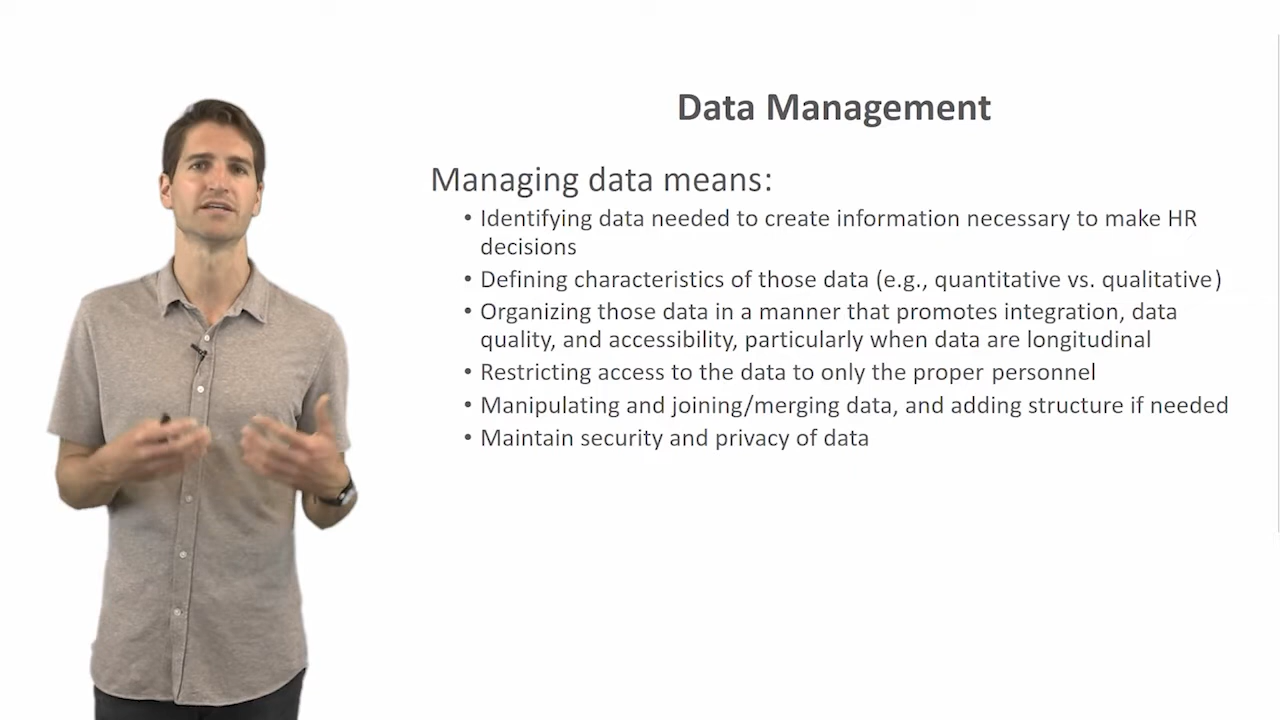 Data Management
Managing data means:
• Identifying data needed to create information necessary to make HR
decisions
• Defining characteristics of those data (e.g., quantitative vs. qualitative)
• Organizing those data in a manner that promotes integration, data
quality, and accessibility, particularly when data are longitudinal
• Restricting access to the data to only the proper personnel
• Manipulating and joining/merging data, and adding structure if needed
• Maintain security and privacy of data